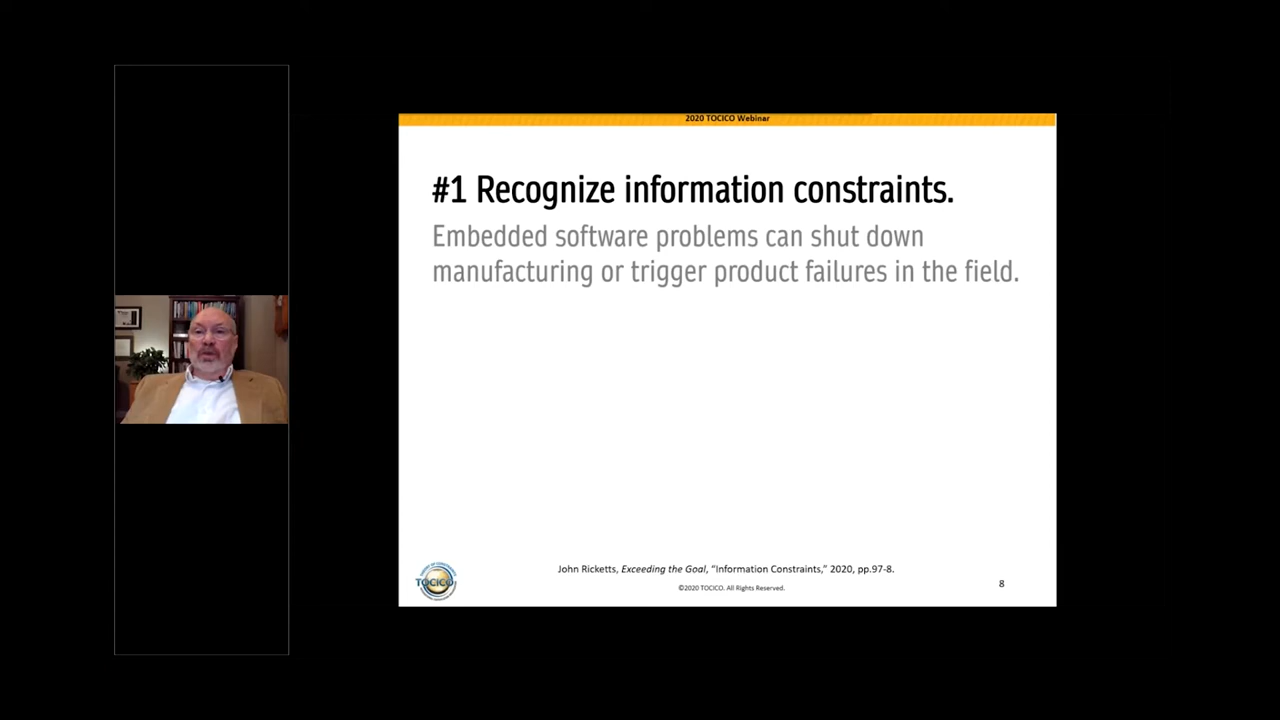 2020 TOCICO Webinar
#1 Recognize information constraints.
Embedded software problems can shut down
manufacturing or trigger product failures in the field.
TOCICO
John Ricketts, Exceeding the Goal, “Information Constraints,” 2020, pp.97-8.
©2020 TOCICO. All Rights Reserved.
8